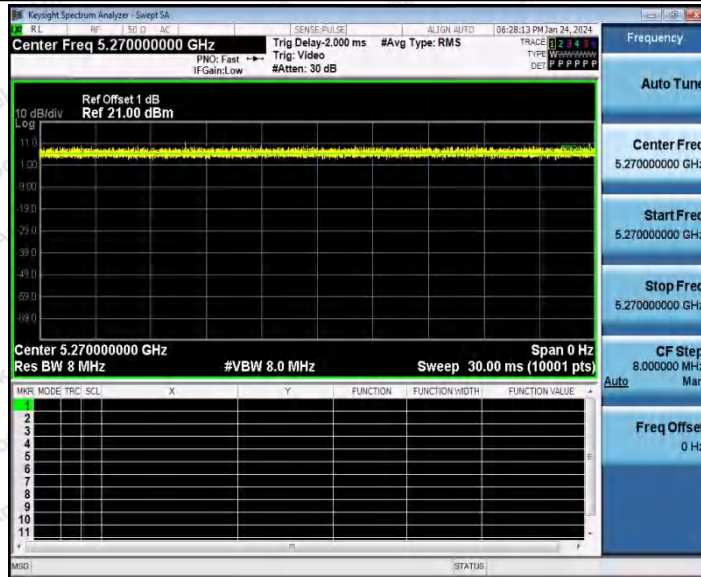 Keysight Spectrum Analyzer - Swept SA
RL RF 50 Ω AC SENSE:PULSE ALIGN AUTO 06:28:13 PM Jan 24, 2024
Center Freq 5.270000000 GHz Trig Delay-2.000 ms #Avg Type: RMS TRACE 1 2 3 4 5 6
PNO: Fast Trig: Video TYPE WWWWWW
IFGain:Low #Atten: 30 dB DET P P P P P P
Ref Offset 1 dB
10 dB/div Ref 21.00 dBm
Log
11.0
1.00
-9.00
-19.0
-29.0
-39.0
-49.0
-59.0
-69.0
Center 5.270000000 GHz Span 0 Hz
Res BW 8 MHz #VBW 8.0 MHz Sweep 30.00 ms (10001 pts)
MKR MODE TRC SCL X Y FUNCTION FUNCTION WIDTH FUNCTION VALUE
1
2
3
4
5
6
7
8
9
10
11
MSG STATUS
Frequency
Auto Tune
Center Freq
5.270000000 GHz
Start Freq
5.270000000 GHz
Stop Freq
5.270000000 GHz
CF Step
8.000000 MHz
Auto Man
Freq Offset
0 Hz